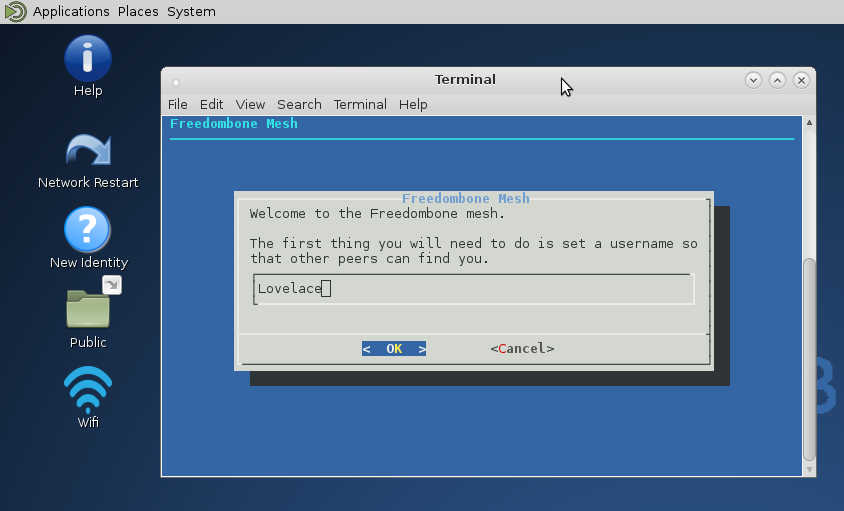 Applications Places System
Help
Network Restart
New Identity
Public
Wifi
Terminal
File Edit View Search Terminal Help
Freedombone Mesh
Freedombone Mesh
Welcome to the Freedombone mesh.
The first thing you will need to do is set a username so
that other peers can find you.
Lovelace
< OK > <Cancel>